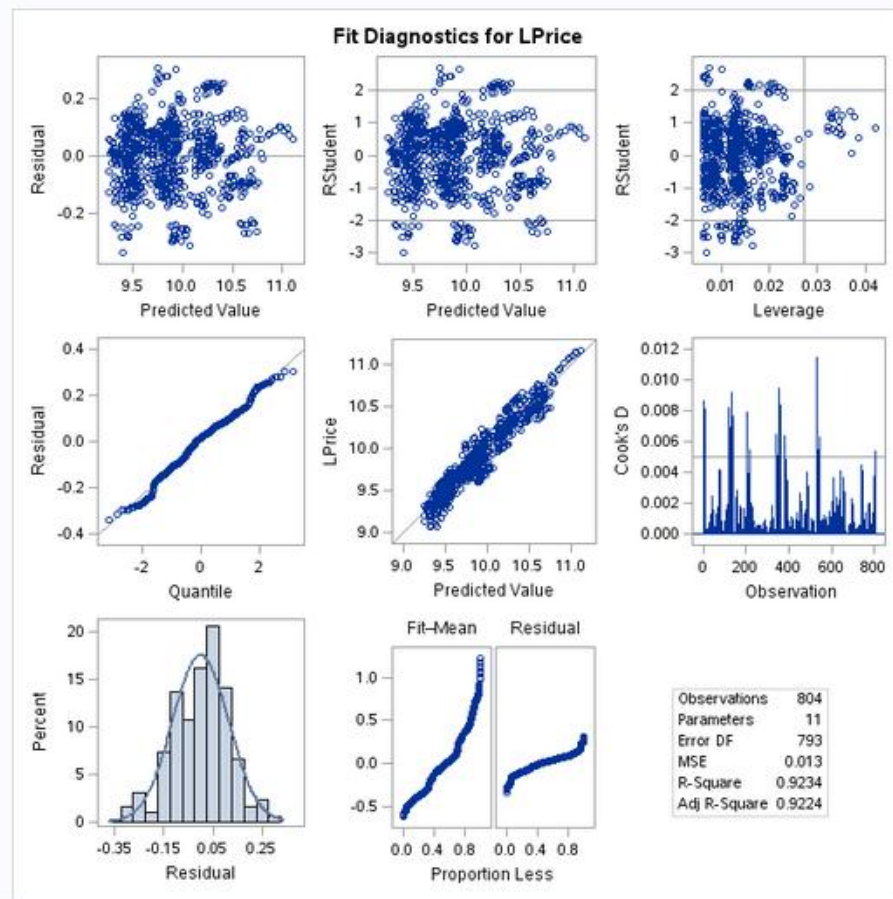 Fit Diagnostics for LPrice
Residual
0.2
0.0
-0.2
9.5 10.0 10.5 11.0
Predicted Value
RStudent
2
1
0
-1
-2
-3
9.5 10.0 10.5 11.0
Predicted Value
RStudent
2
1
0
-1
-2
-3
0.01 0.02 0.03 0.04
Leverage
Residual
0.4
0.2
0.0
-0.2
-0.4
-2 0 2
Quantile
LPrice
11.0
10.5
10.0
9.5
9.0
9.0 9.5 10.0 10.5 11.0
Predicted Value
Cook's D
0.012
0.010
0.008
0.006
0.004
0.002
0.000
0 200 400 600 800
Observation
Percent
20
15
10
5
0
-0.35 -0.15 0.05 0.25
Residual
Fit–Mean Residual
1.0
0.5
0.0
-0.5
0.0 0.4 0.8 0.0 0.4 0.8
Proportion Less
Observations 804
Parameters 11
Error DF 793
MSE 0.013
R-Square 0.9234
Adj R-Square 0.9224